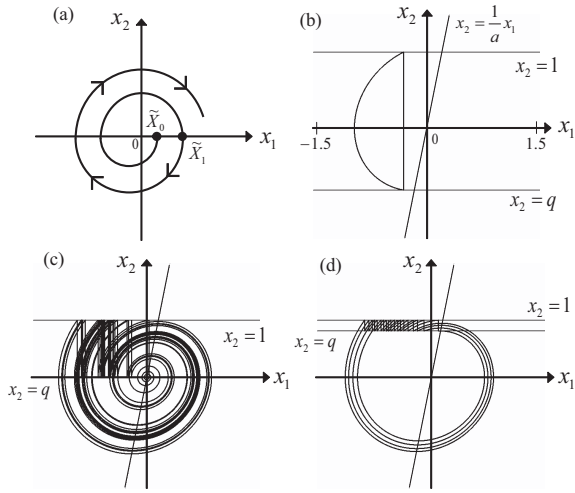 (a)
x₂
x₁
0
X̃₀
X̃₁
(b)
x₂
x₂ = 1/a x₁
x₂ = 1
x₁
−1.5
0
1.5
x₂ = q
(c)
x₂
x₂ = 1
x₂ = q
x₁
(d)
x₂
x₂ = 1
x₂ = q
x₁